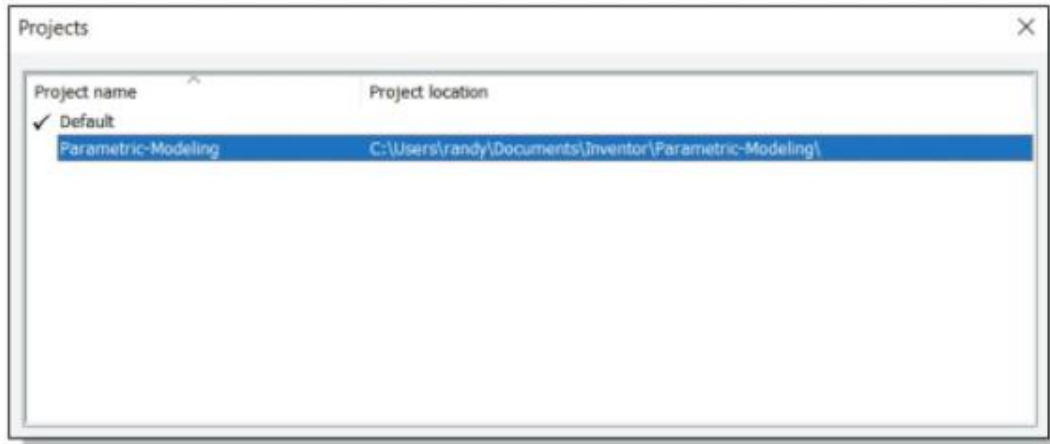 Projects
Project name Project location
Default
Parametric-Modeling C:\Users\randy\Documents\Inventor\Parametric-Modeling\